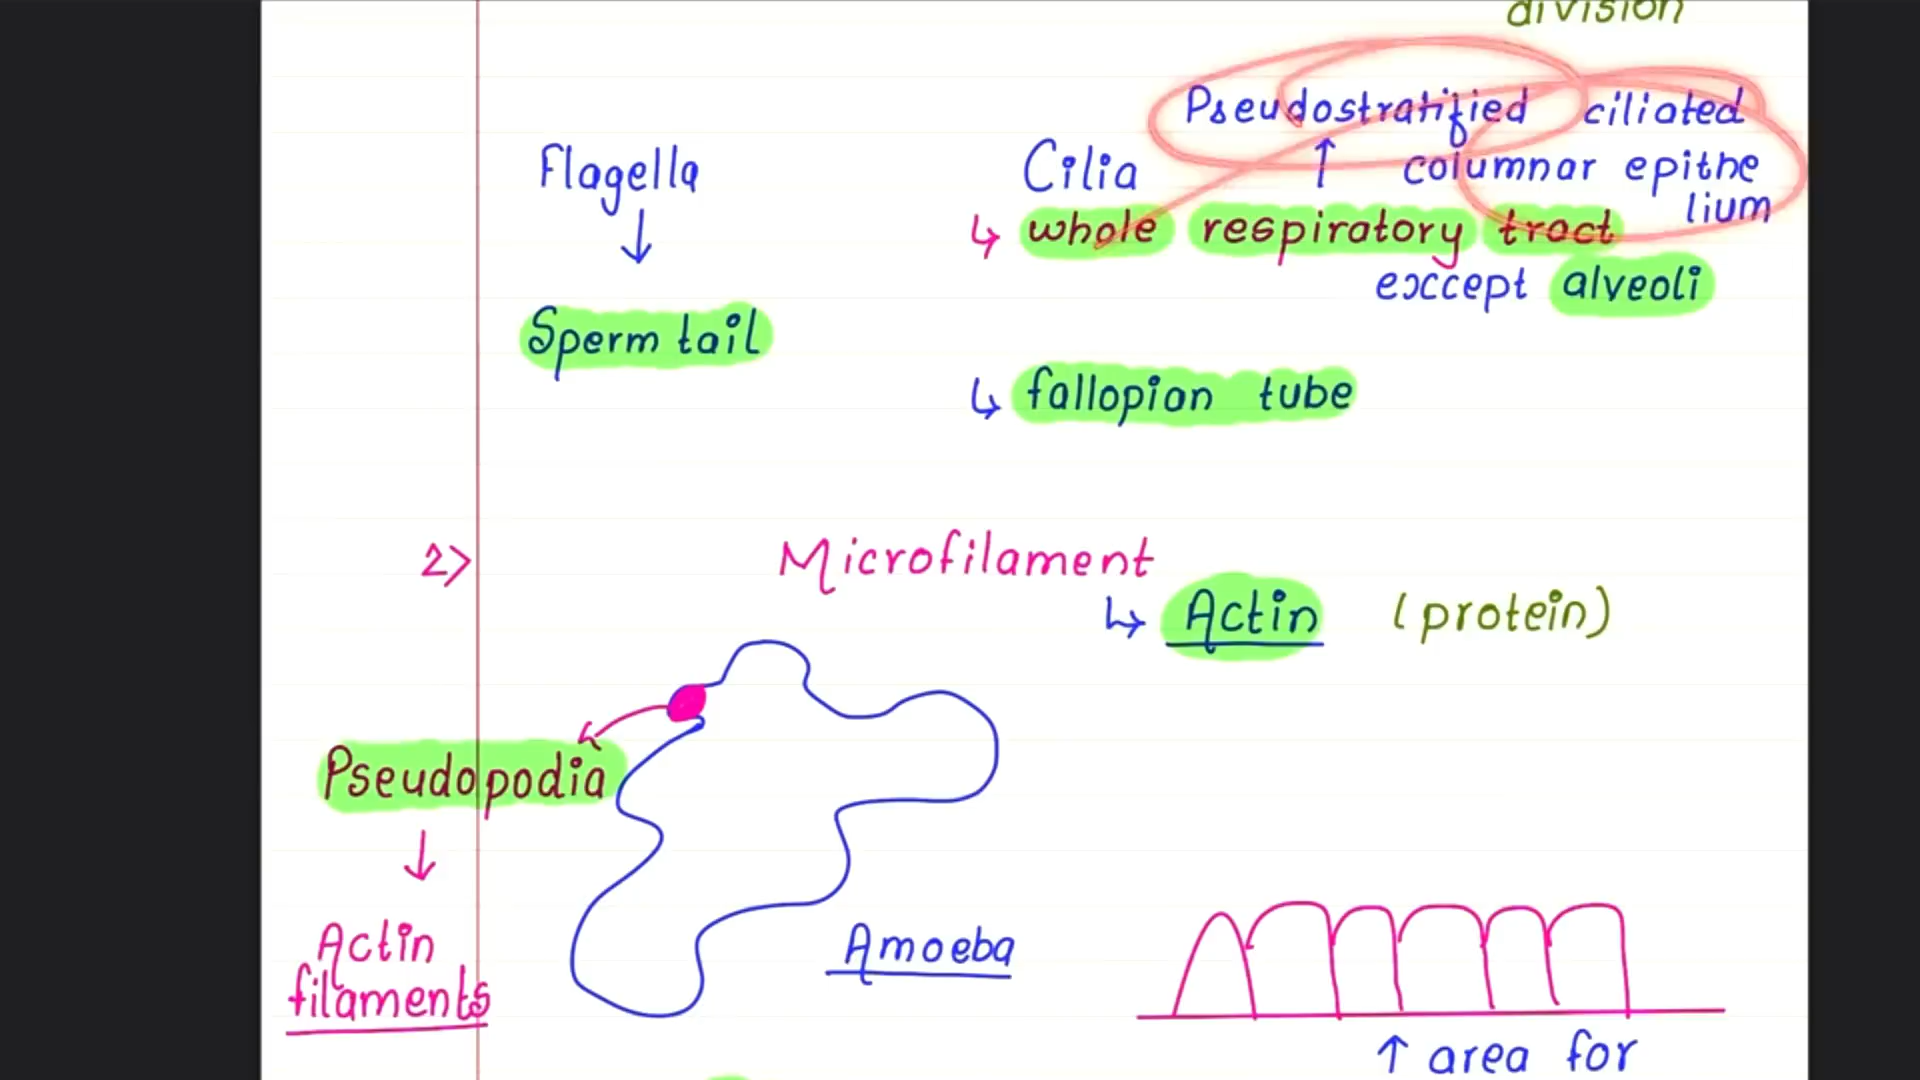 division
Pseudostratified ciliated
Flagella
Cilia ↑ columnar epithe
lium
↓
↳ whole respiratory tract
except alveoli
Sperm tail
↳ fallopian tube
2> Microfilament
↳ Actin (protein)
Pseudopodia
↓
Actin
filaments
Amoeba
↑ area for